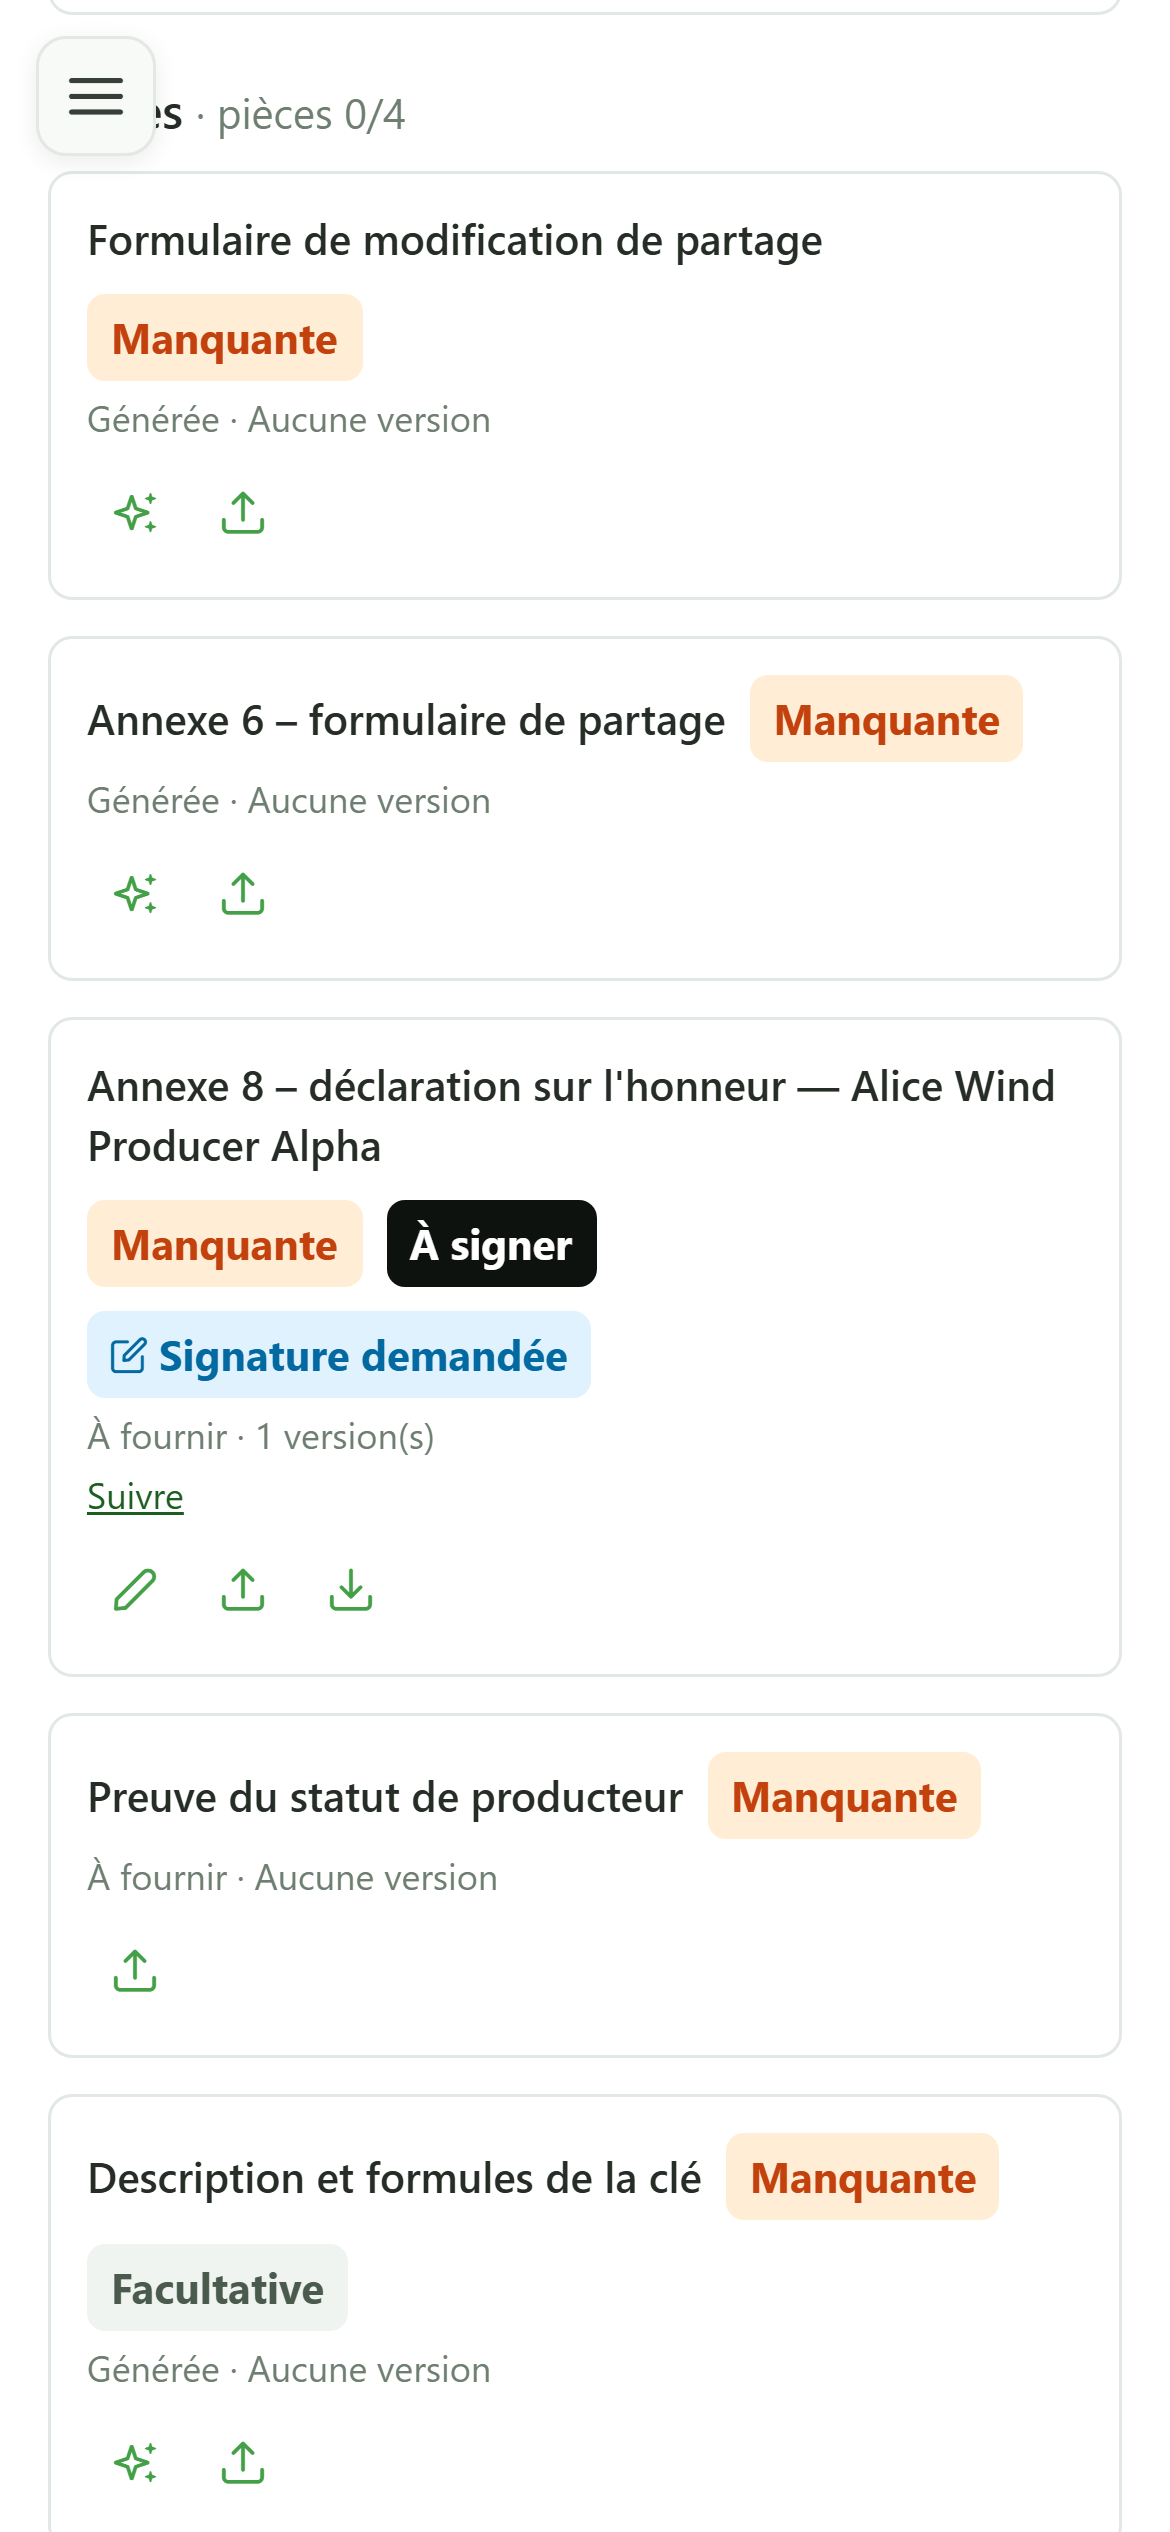 es · pièces 0/4
Formulaire de modification de partage
Manquante
Générée · Aucune version
Annexe 6 – formulaire de partage Manquante
Générée · Aucune version
Annexe 8 – déclaration sur l'honneur — Alice Wind
Producer Alpha
Manquante À signer
Signature demandée
À fournir · 1 version(s)
Suivre
Preuve du statut de producteur Manquante
À fournir · Aucune version
Description et formules de la clé Manquante
Facultative
Générée · Aucune version